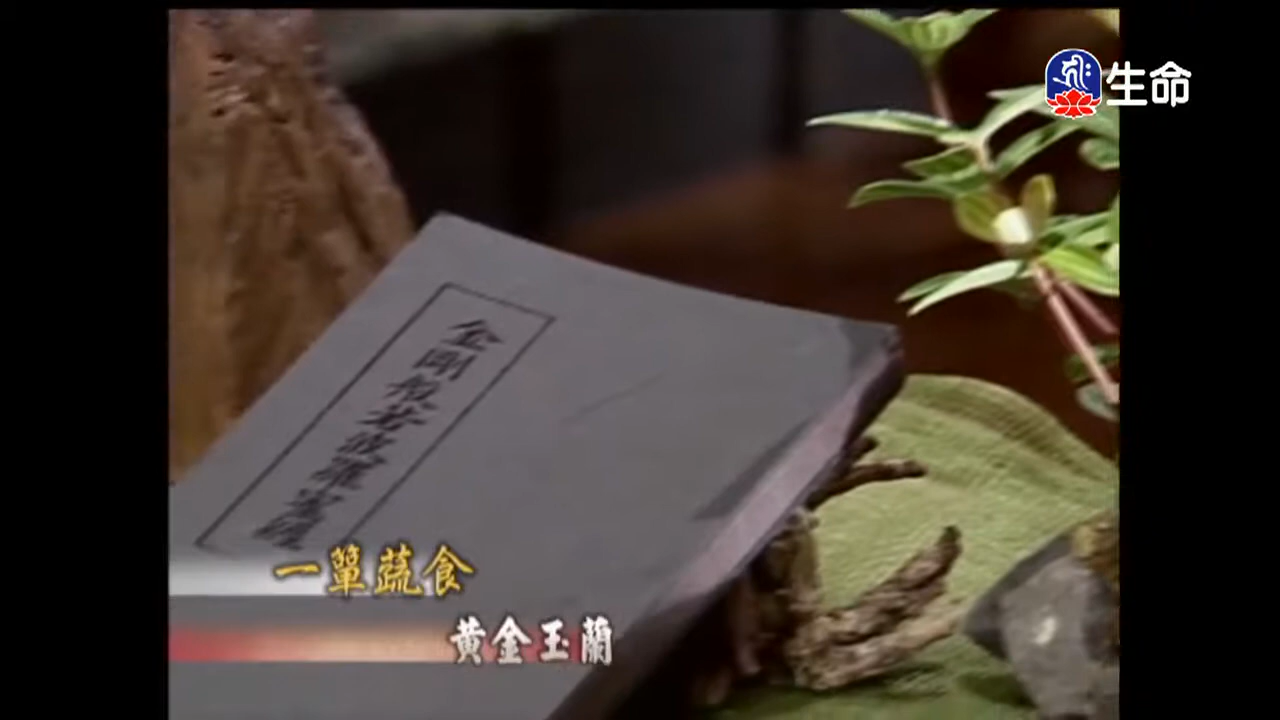 生命
金剛般若波羅蜜經
一簞蔬食
黃金玉蘭